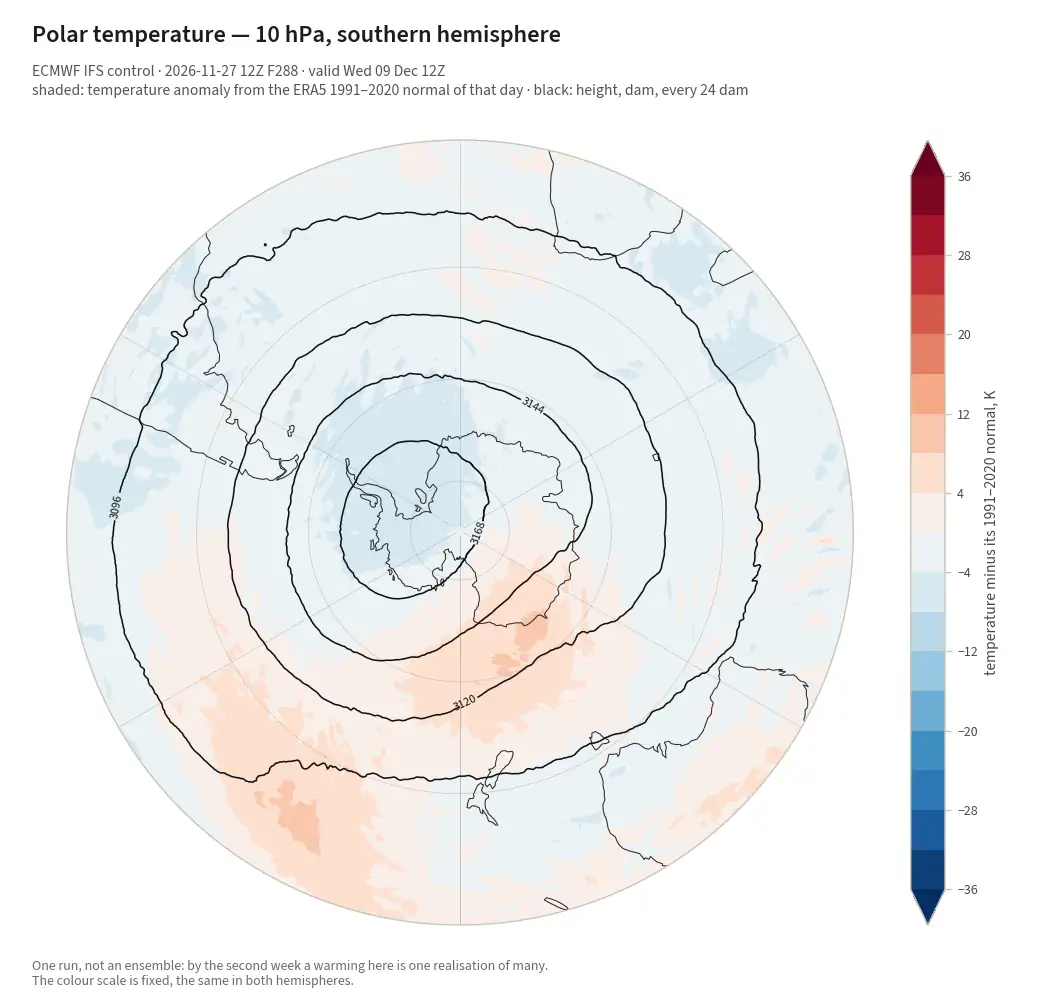 Polar temperature — 10 hPa, southern hemisphere
ECMWF IFS control · 2026-11-27 12Z F288 · valid Wed 09 Dec 12Z
shaded: temperature anomaly from the ERA5 1991–2020 normal of that day · black: height, dam, every 24 dam
3144
3096
3168
3120
36
28
20
12
4
−4
−12
−20
−28
−36
temperature minus its 1991–2020 normal, K
One run, not an ensemble: by the second week a warming here is one realisation of many.
The colour scale is fixed, the same in both hemispheres.